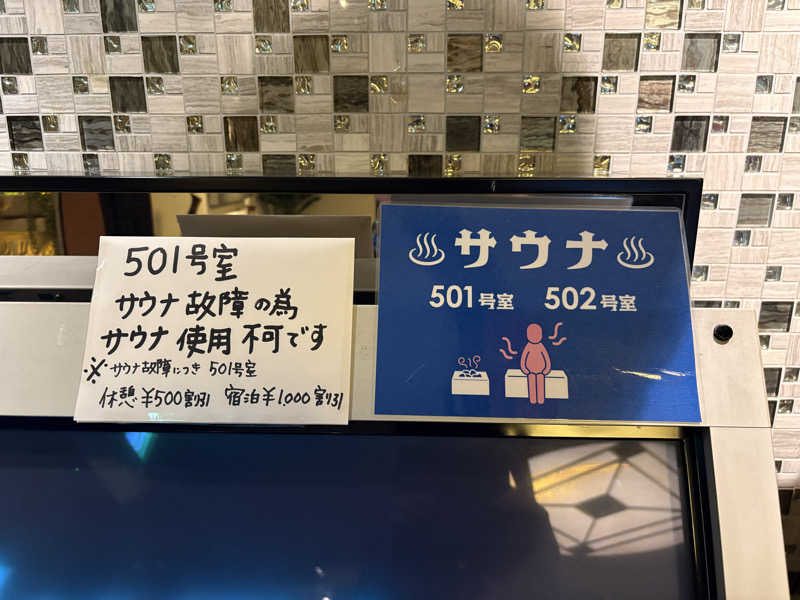 501号室
サウナ故障の為
サウナ使用不可です
※サウナ故障につき 501号室
休憩¥500割引 宿泊¥1,000割引
サウナ
501号室 502号室